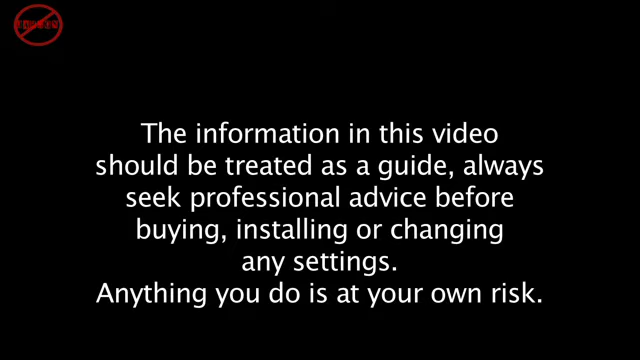 The information in this video
should be treated as a guide, always
seek professional advice before
buying, installing or changing
any settings.
Anything you do is at your own risk.